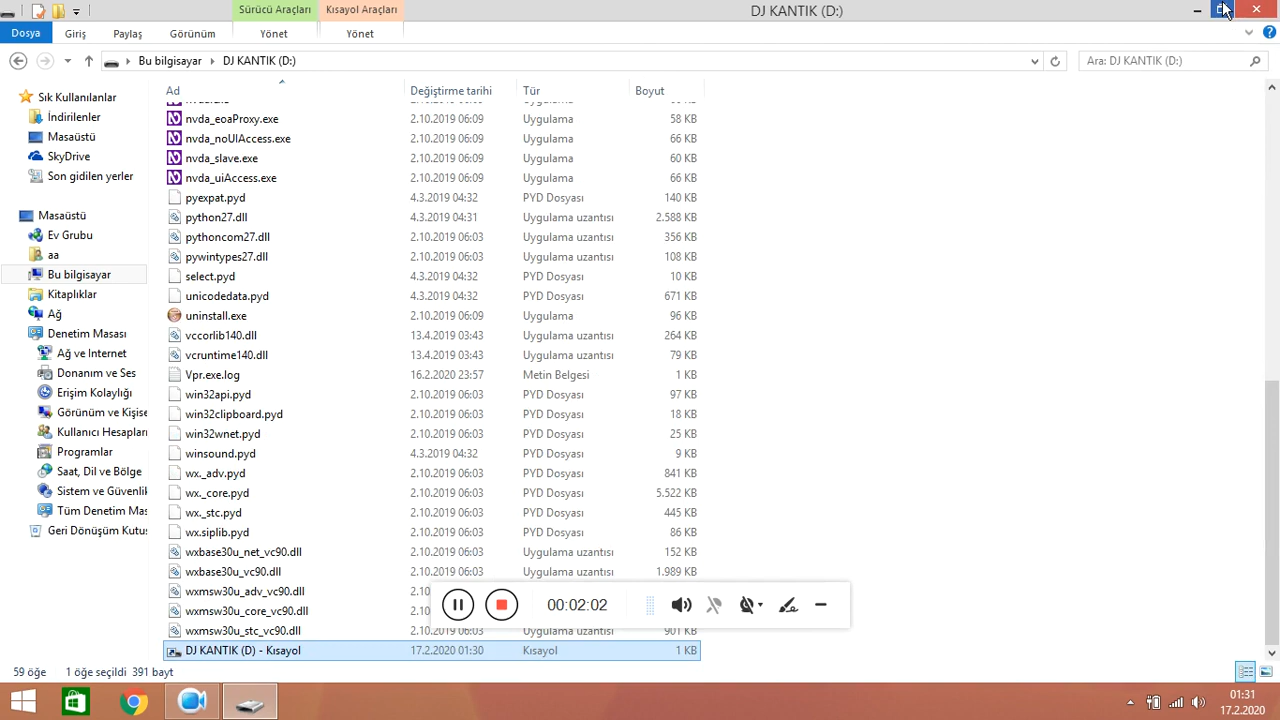 Sürücü Araçları
Kısayol Araçları
DJ KANTIK (D:)
Dosya
Giriş
Paylaş
Görünüm
Yönet
Yönet
Bu bilgisayar
DJ KANTIK (D:)
Ara: DJ KANTIK (D:)
Sık Kullanılanlar
İndirilenler
Masaüstü
SkyDrive
Son gidilen yerler
Masaüstü
Ev Grubu
aa
Bu bilgisayar
Kitaplıklar
Ağ
Denetim Masası
Ağ ve Internet
Donanım ve Ses
Erişim Kolaylığı
Görünüm ve Kişise
Kullanıcı Hesapları
Programlar
Saat, Dil ve Bölge
Sistem ve Güvenlik
Tüm Denetim Mas
Geri Dönüşüm Kutus
Ad Değiştirme tarihi Tür Boyut
nvda_eoaProxy.exe 2.10.2019 06:09 Uygulama 58 KB
nvda_noUIAccess.exe 2.10.2019 06:09 Uygulama 66 KB
nvda_slave.exe 2.10.2019 06:09 Uygulama 60 KB
nvda_uiAccess.exe 2.10.2019 06:09 Uygulama 66 KB
pyexpat.pyd 4.3.2019 04:32 PYD Dosyası 140 KB
python27.dll 4.3.2019 04:31 Uygulama uzantısı 2.588 KB
pythoncom27.dll 2.10.2019 06:03 Uygulama uzantısı 356 KB
pywintypes27.dll 2.10.2019 06:03 Uygulama uzantısı 108 KB
select.pyd 4.3.2019 04:32 PYD Dosyası 10 KB
unicodedata.pyd 4.3.2019 04:32 PYD Dosyası 671 KB
uninstall.exe 2.10.2019 06:09 Uygulama 96 KB
vccorlib140.dll 13.4.2019 03:43 Uygulama uzantısı 264 KB
vcruntime140.dll 13.4.2019 03:43 Uygulama uzantısı 79 KB
Vpr.exe.log 16.2.2020 23:57 Metin Belgesi 1 KB
win32api.pyd 2.10.2019 06:03 PYD Dosyası 97 KB
win32clipboard.pyd 2.10.2019 06:03 PYD Dosyası 18 KB
win32wnet.pyd 2.10.2019 06:03 PYD Dosyası 25 KB
winsound.pyd 4.3.2019 04:32 PYD Dosyası 9 KB
wx._adv.pyd 2.10.2019 06:03 PYD Dosyası 841 KB
wx._core.pyd 2.10.2019 06:03 PYD Dosyası 5.522 KB
wx._stc.pyd 2.10.2019 06:03 PYD Dosyası 445 KB
wx.siplib.pyd 2.10.2019 06:03 PYD Dosyası 86 KB
wxbase30u_net_vc90.dll 2.10.2019 06:03 Uygulama uzantısı 152 KB
wxbase30u_vc90.dll 2.10.2019 06:03 Uygulama uzantısı 1.989 KB
wxmsw30u_adv_vc90.dll
wxmsw30u_core_vc90.dll
wxmsw30u_stc_vc90.dll 2.10.2019 06:03 Uygulama uzantısı 901 KB
DJ KANTIK (D) - Kısayol 17.2.2020 01:30 Kısayol 1 KB
00:02:02
59 öğe 1 öğe seçildi 391 bayt
01:31
17.2.2020